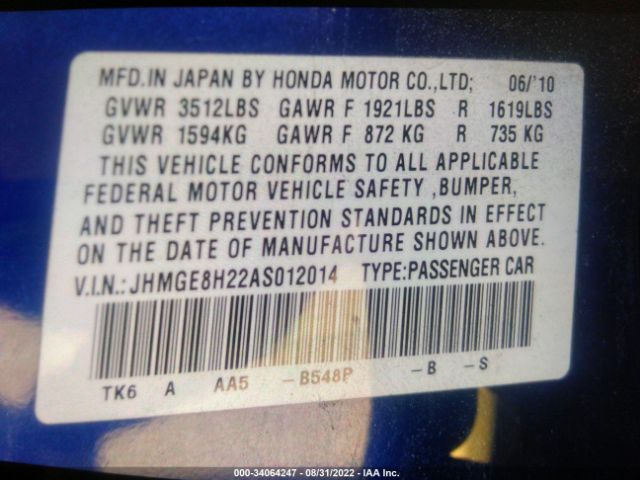 MFD.IN JAPAN BY HONDA MOTOR CO.,LTD; 06/'10
GVWR 3512LBS GAWR F 1921LBS R 1619LBS
GVWR 1594KG GAWR F 872 KG R 735 KG
THIS VEHICLE CONFORMS TO ALL APPLICABLE
FEDERAL MOTOR VEHICLE SAFETY ,BUMPER,
AND THEFT PREVENTION STANDARDS IN EFFECT
ON THE DATE OF MANUFACTURE SHOWN ABOVE.
V.I.N.:JHMGE8H22AS012014 TYPE:PASSENGER CAR
TK6 A AA5 -B548P -B -S
000-34064247 - 08/31/2022 - IAA Inc.